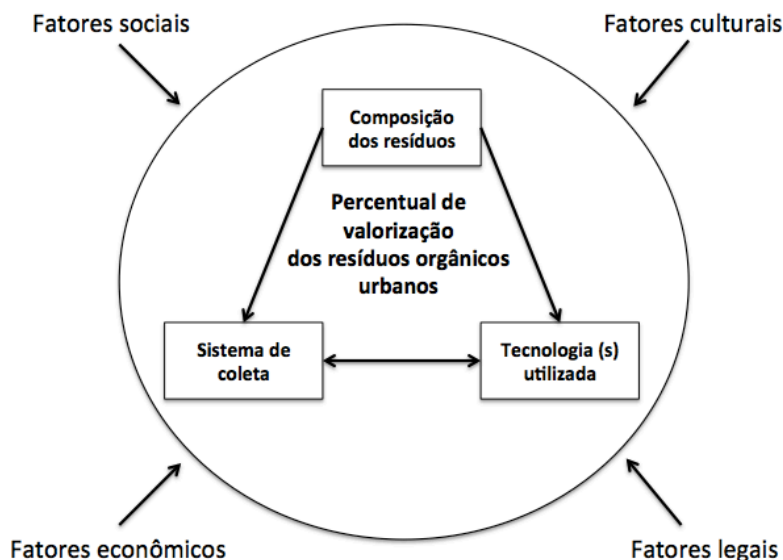 Fatores sociais
Fatores culturais
Composição
dos resíduos
Percentual de
valorização
dos resíduos orgânicos
urbanos
Sistema de
coleta
Tecnologia (s)
utilizada
Fatores econômicos
Fatores legais